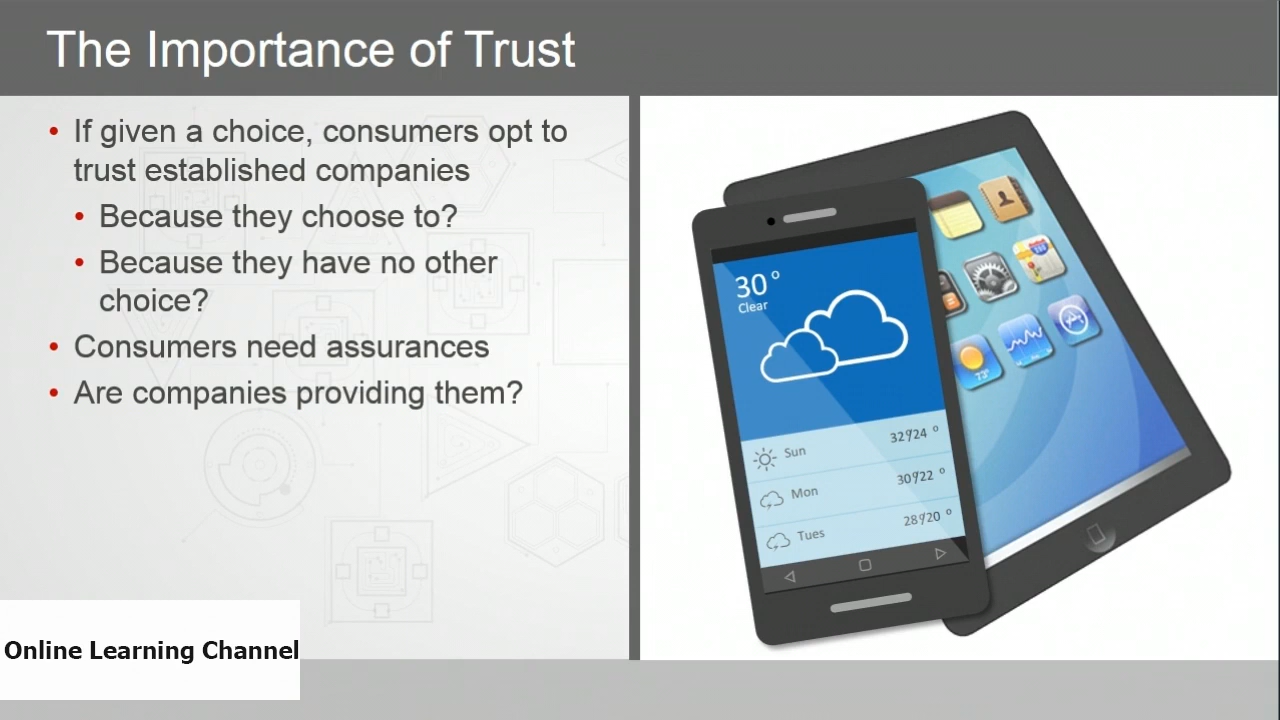 The Importance of Trust
• If given a choice, consumers opt to
trust established companies
• Because they choose to?
• Because they have no other
choice?
• Consumers need assurances
• Are companies providing them?
30°
Clear
Sun
32°/24 °
Mon
30°/22 °
Tues
28°/20 °
73°
Online Learning Channel